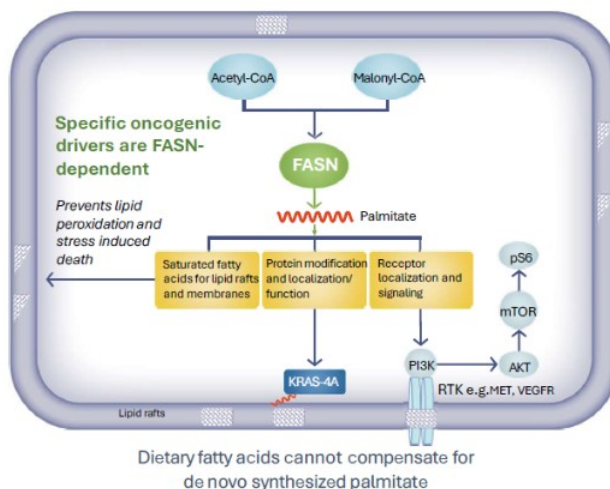 Acetyl-CoA
Malonyl-CoA
Specific oncogenic
drivers are FASN-
dependent
FASN
Prevents lipid
peroxidation and
stress induced
death
Palmitate
Saturated fatty
acids for lipid rafts
and membranes
Protein modification
and localization/
function
Receptor
localization and
signaling
pS6
mTOR
PI3K
AKT
KRAS-4A
RTK e.g.MET, VEGFR
Lipid rafts
Dietary fatty acids cannot compensate for
de novo synthesized palmitate